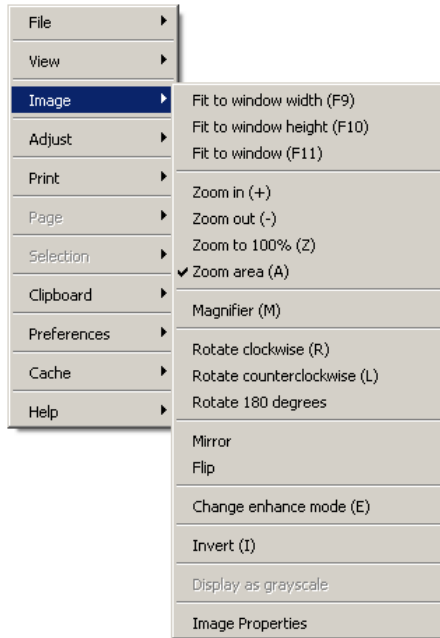 File
View
Image
Adjust
Print
Page
Selection
Clipboard
Preferences
Cache
Help
Fit to window width (F9)
Fit to window height (F10)
Fit to window (F11)
Zoom in (+)
Zoom out (-)
Zoom to 100% (Z)
Zoom area (A)
Magnifier (M)
Rotate clockwise (R)
Rotate counterclockwise (L)
Rotate 180 degrees
Mirror
Flip
Change enhance mode (E)
Invert (I)
Display as grayscale
Image Properties